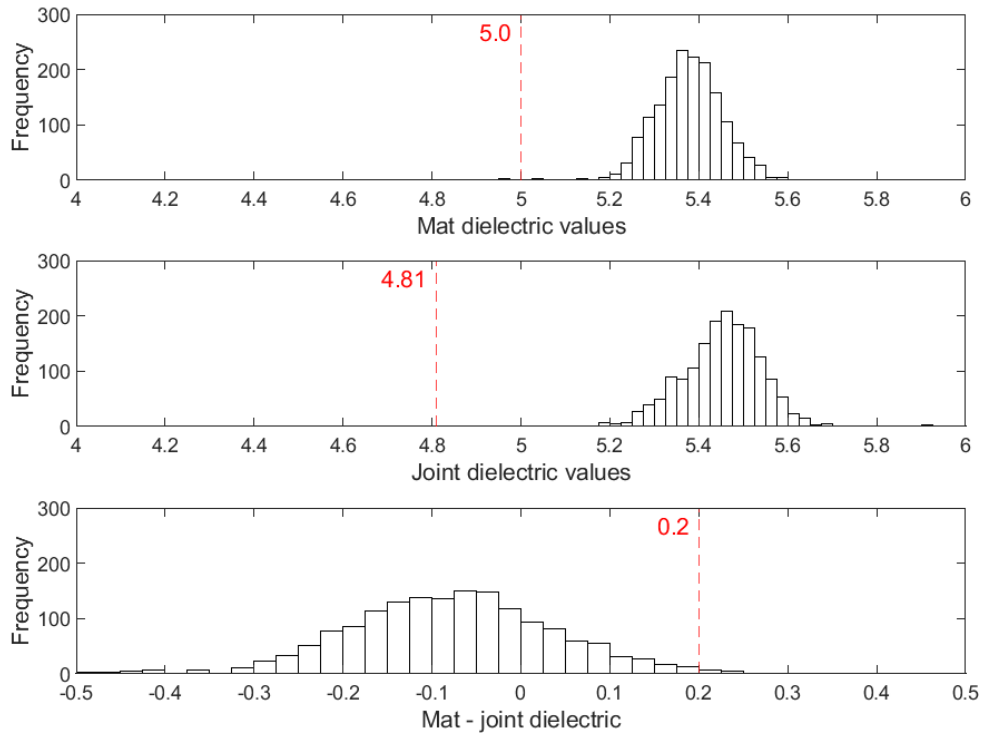 300
200
100
0
Frequency
5.0
4 4.2 4.4 4.6 4.8 5 5.2 5.4 5.6 5.8 6
Mat dielectric values
300
200
100
0
Frequency
4.81
4 4.2 4.4 4.6 4.8 5 5.2 5.4 5.6 5.8 6
Joint dielectric values
300
200
100
0
Frequency
0.2
-0.5 -0.4 -0.3 -0.2 -0.1 0 0.1 0.2 0.3 0.4 0.5
Mat - joint dielectric